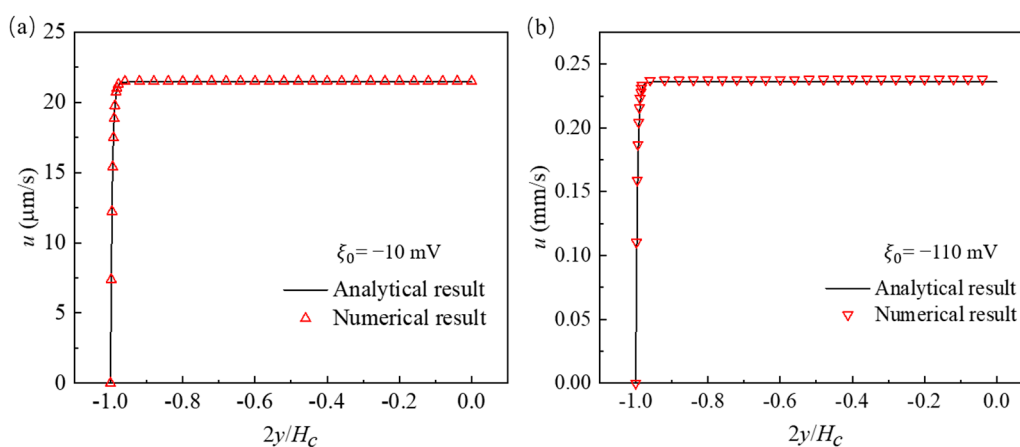 (a)
25
20
15
10
5
0
u (μm/s)
ξ₀= −10 mV
Analytical result
Numerical result
-1.0 -0.8 -0.6 -0.4 -0.2 0.0
2y/H_C
(b)
0.25
0.20
0.15
0.10
0.05
0.00
u (mm/s)
ξ₀= −110 mV
Analytical result
Numerical result
-1.0 -0.8 -0.6 -0.4 -0.2 0.0
2y/H_C